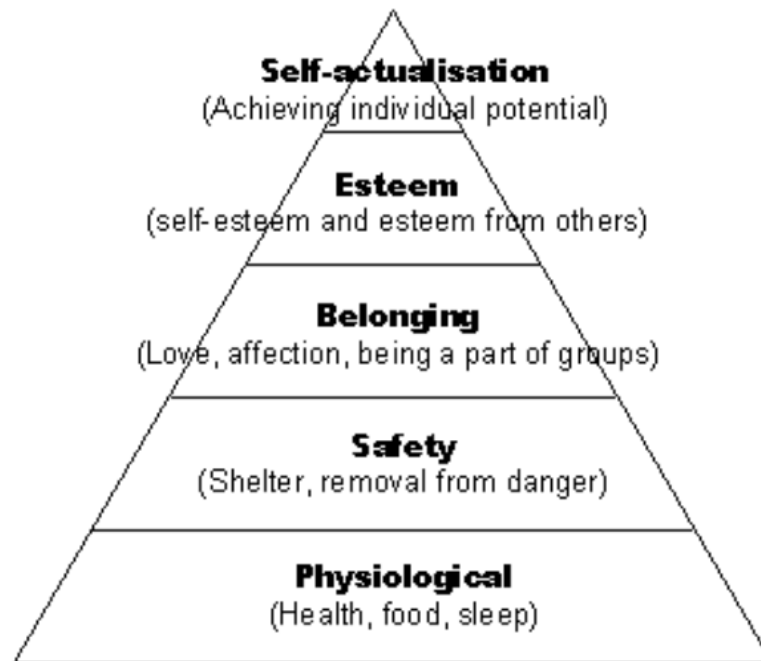 Self-actualisation
(Achieving individual potential)
Esteem
(self-esteem and esteem from others)
Belonging
(Love, affection, being a part of groups)
Safety
(Shelter, removal from danger)
Physiological
(Health, food, sleep)